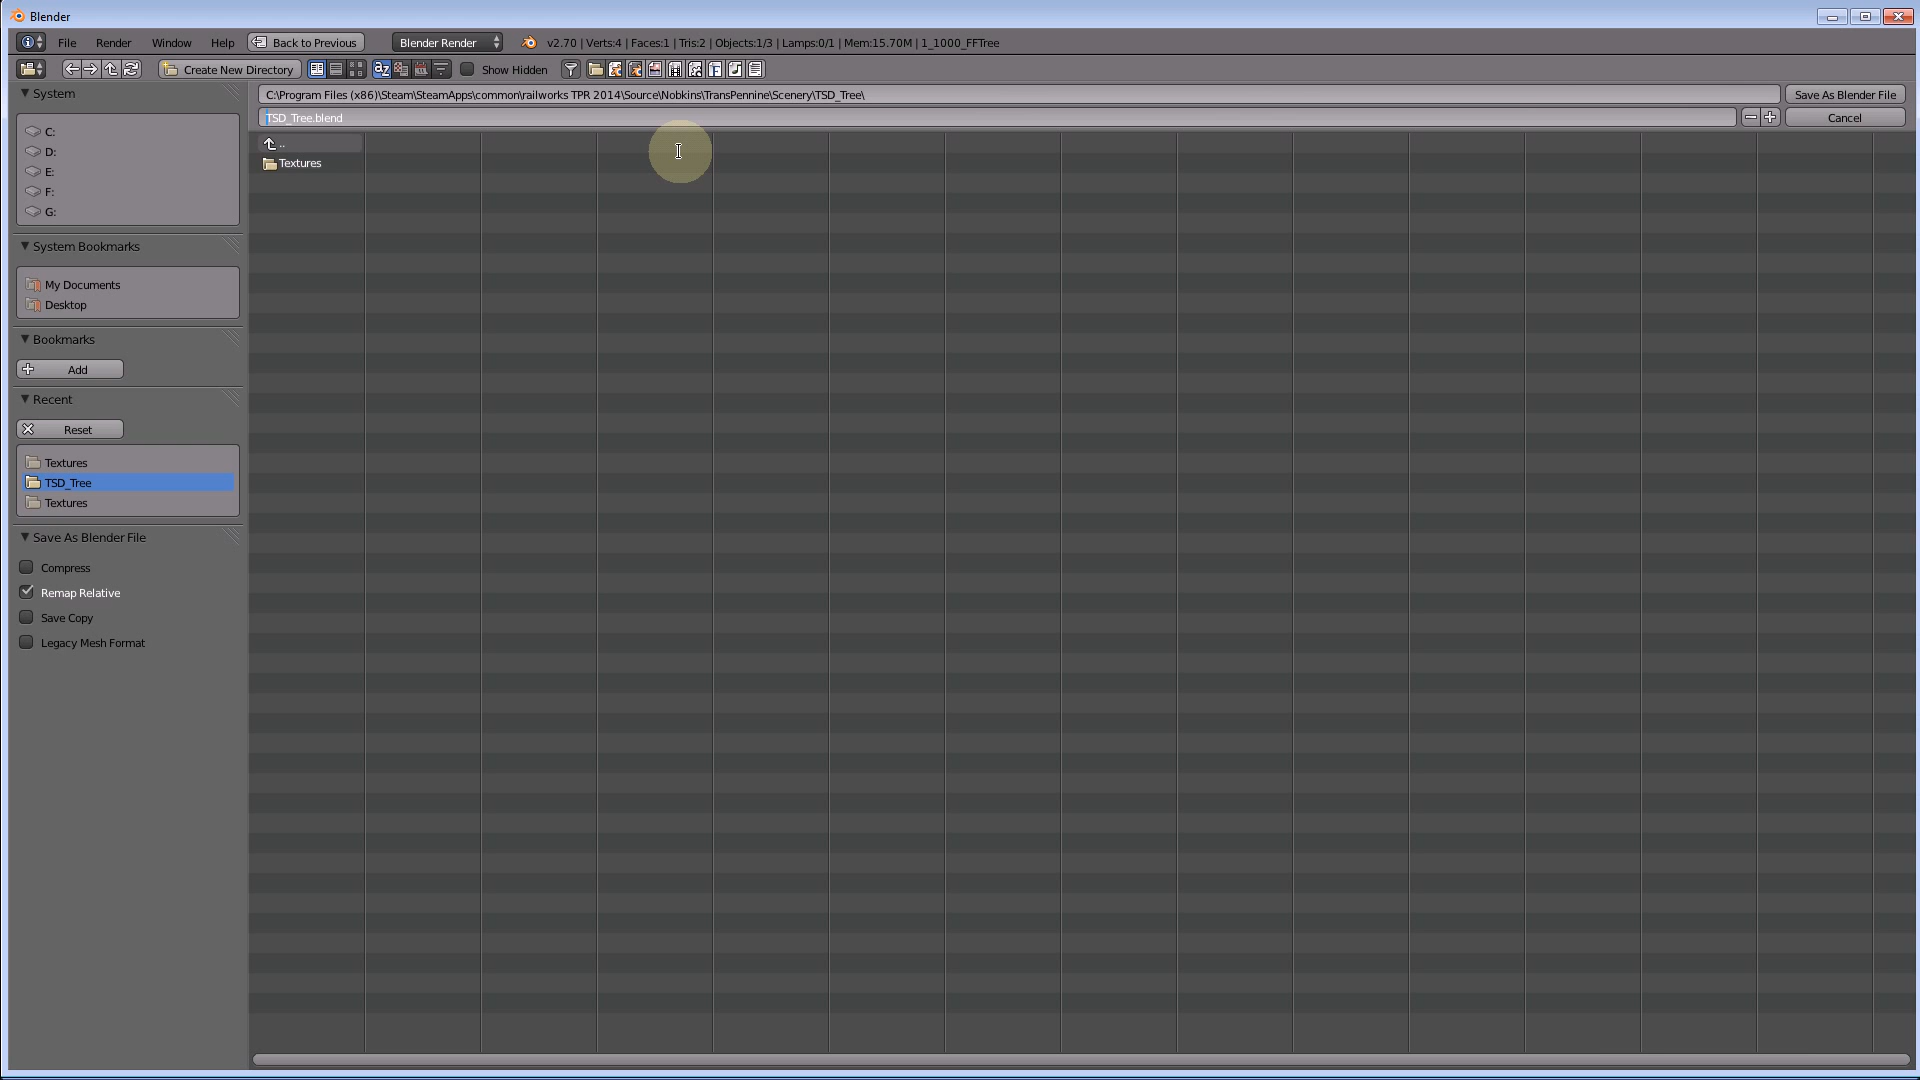 Blender
File Render Window Help Back to Previous Blender Render v2.70 | Verts:4 | Faces:1 | Tris:2 | Objects:1/3 | Lamps:0/1 | Mem:15.70M | 1_1000_FFTree
Create New Directory Show Hidden
System
C:\Program Files (x86)\Steam\SteamApps\common\railworks TPR 2014\Source\Nobkins\TransPennine\Scenery\TSD_Tree\ Save As Blender File
TSD_Tree.blend Cancel
..
Textures
C:
D:
E:
F:
G:
System Bookmarks
My Documents
Desktop
Bookmarks
Add
Recent
Reset
Textures
TSD_Tree
Textures
Save As Blender File
Compress
Remap Relative
Save Copy
Legacy Mesh Format